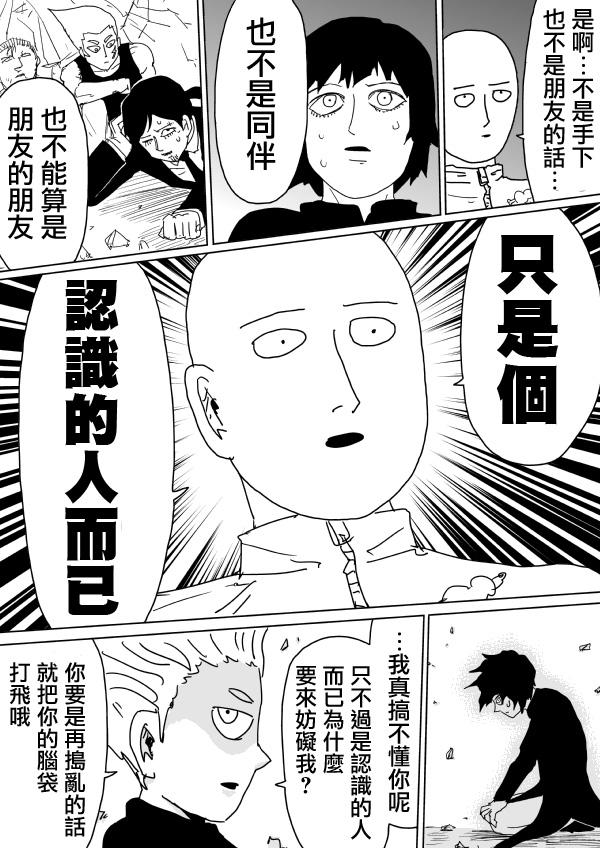 是啊…不是手下
也不是朋友的話…
也不是同伴
也不能算是
朋友的朋友
只是個
認識的人而已
…我真搞不懂你呢
只不過是認識的人
而已為什麼
要來妨礙我？
你要是再搗亂的話
就把你的腦袋
打飛哦